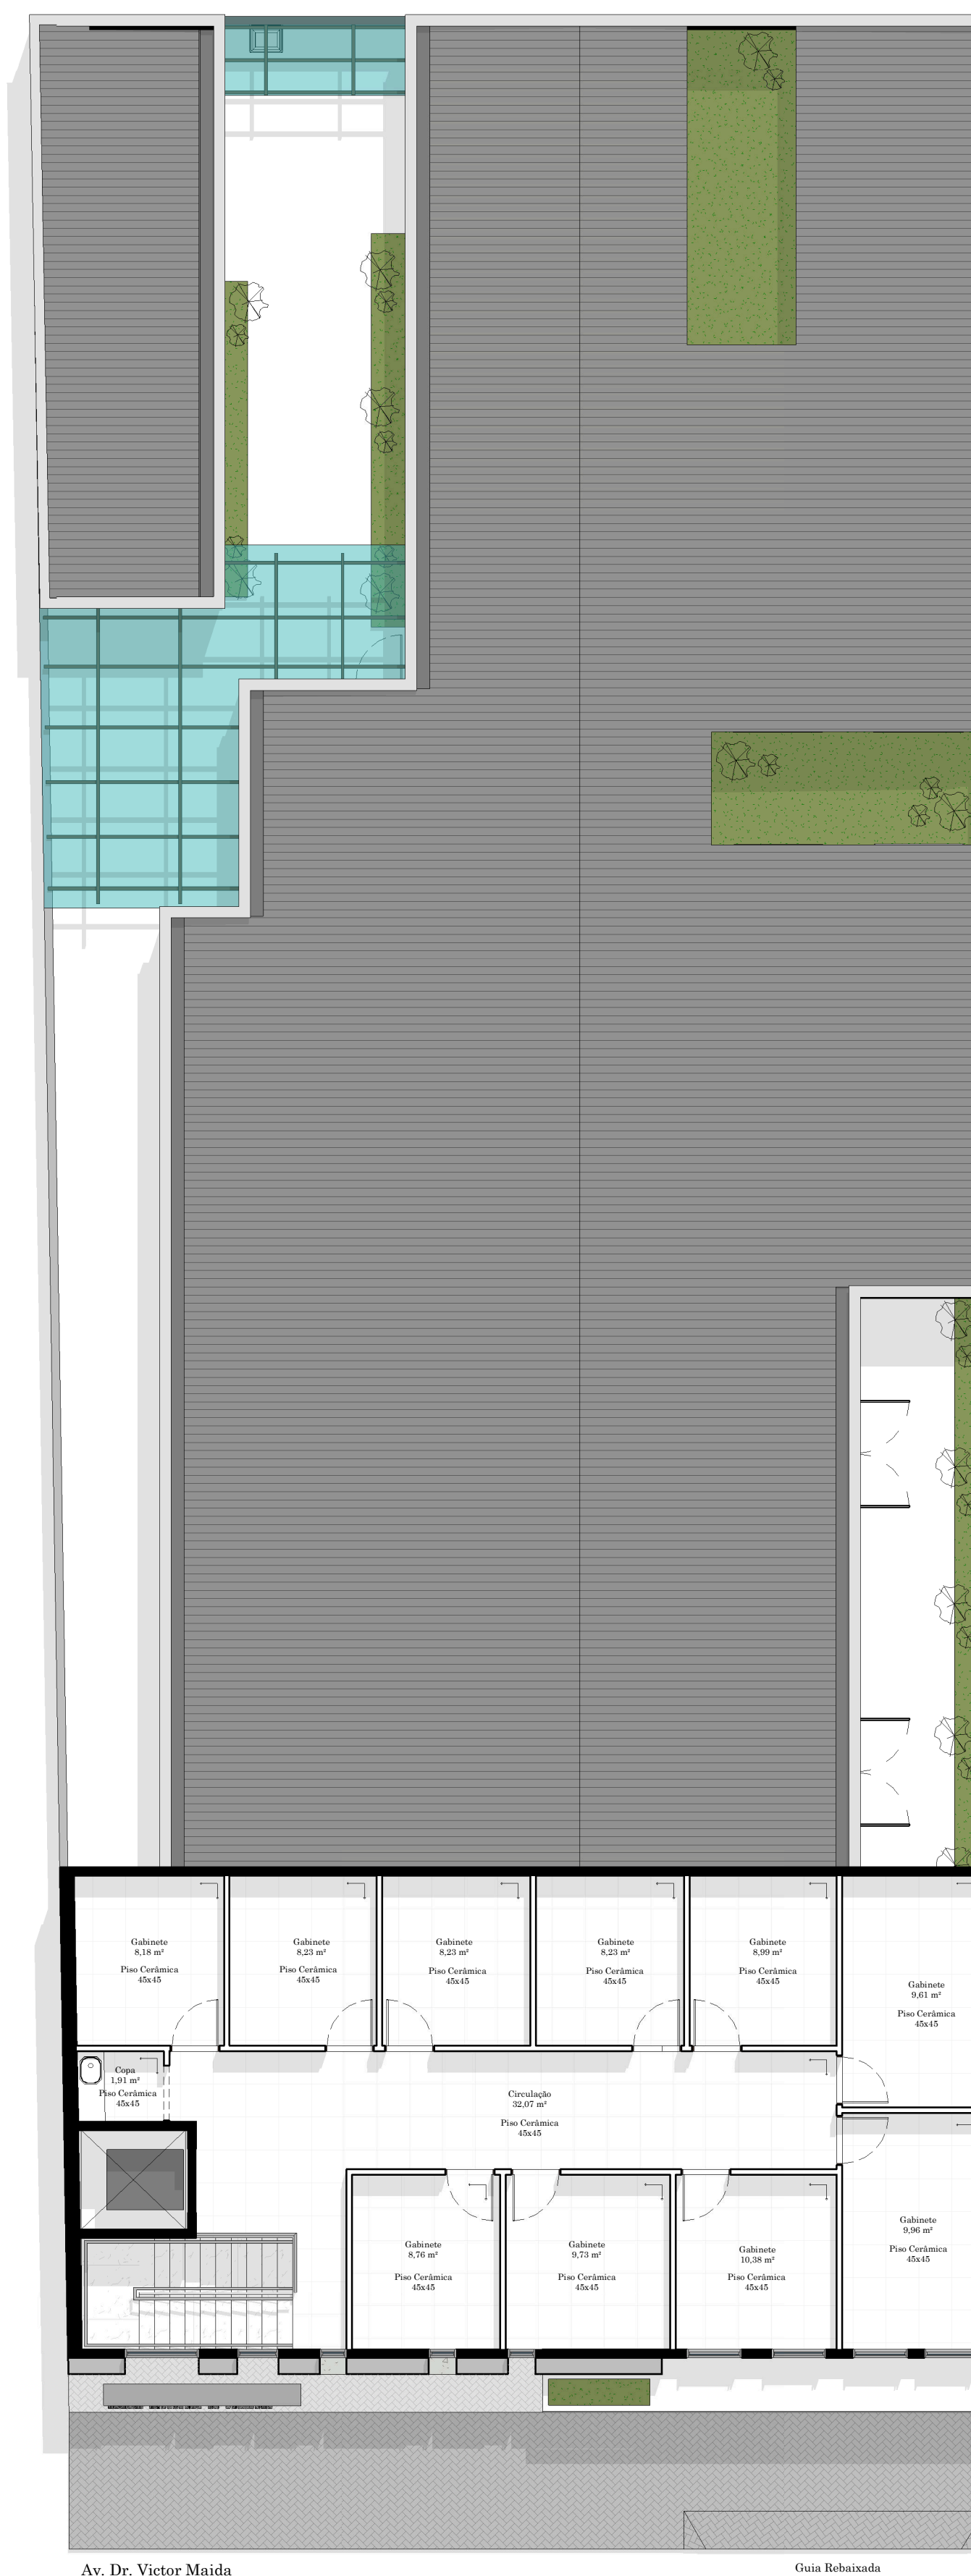 Gabinete
8,18 m²
Piso Cerâmica
45x45
Gabinete
8,23 m²
Piso Cerâmica
45x45
Gabinete
8,23 m²
Piso Cerâmica
45x45
Gabinete
8,23 m²
Piso Cerâmica
45x45
Gabinete
8,99 m²
Piso Cerâmica
45x45
Gabinete
9,61 m²
Piso Cerâmica
45x45
Copa
1,91 m²
Piso Cerâmica
45x45
Circulação
32,07 m²
Piso Cerâmica
45x45
Gabinete
8,76 m²
Piso Cerâmica
45x45
Gabinete
9,73 m²
Piso Cerâmica
45x45
Gabinete
10,38 m²
Piso Cerâmica
45x45
Gabinete
9,96 m²
Piso Cerâmica
45x45
Av. Dr. Victor Maida
Guia Rebaixada